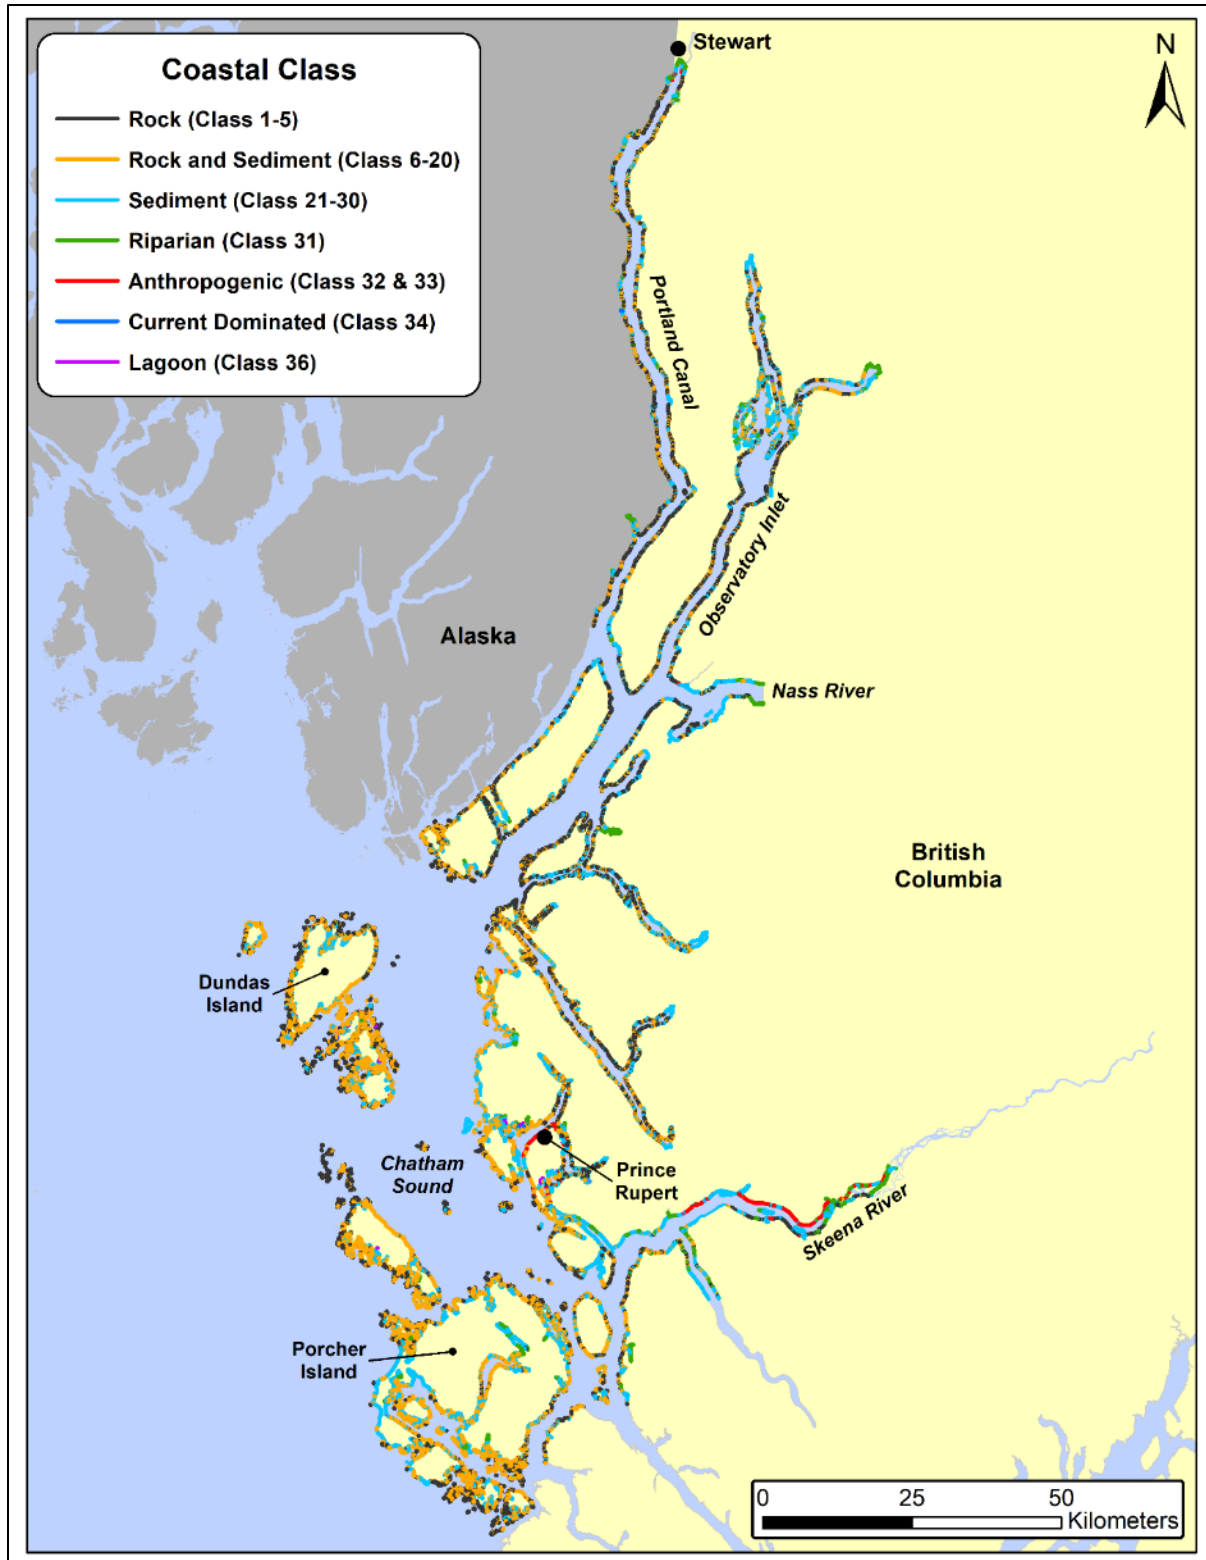 Coastal Class
Rock (Class 1-5)
Rock and Sediment (Class 6-20)
Sediment (Class 21-30)
Riparian (Class 31)
Anthropogenic (Class 32 & 33)
Current Dominated (Class 34)
Lagoon (Class 36)
Stewart
N
Portland Canal
Observatory Inlet
Alaska
Nass River
British
Columbia
Dundas
Island
Chatham
Sound
Prince
Rupert
Skeena River
Porcher
Island
0 25 50
Kilometers